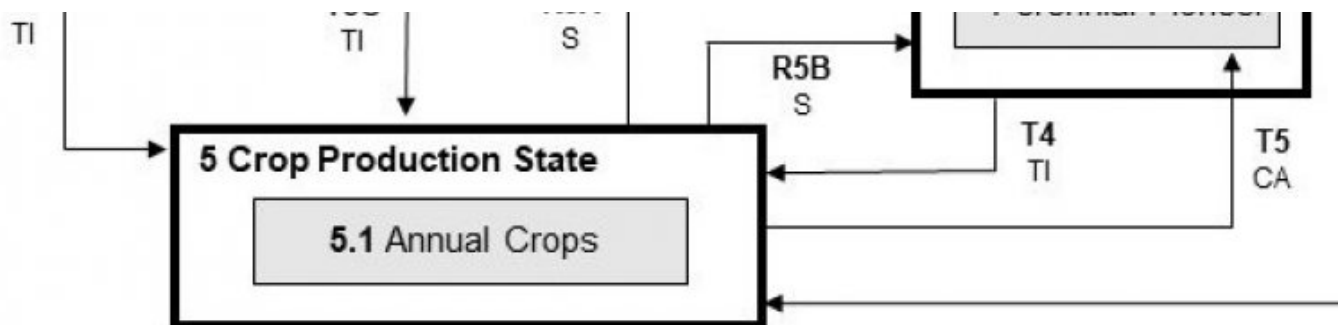 TI
TI
S
R5B
S
T4
TI
T5
CA
5 Crop Production State
5.1 Annual Crops